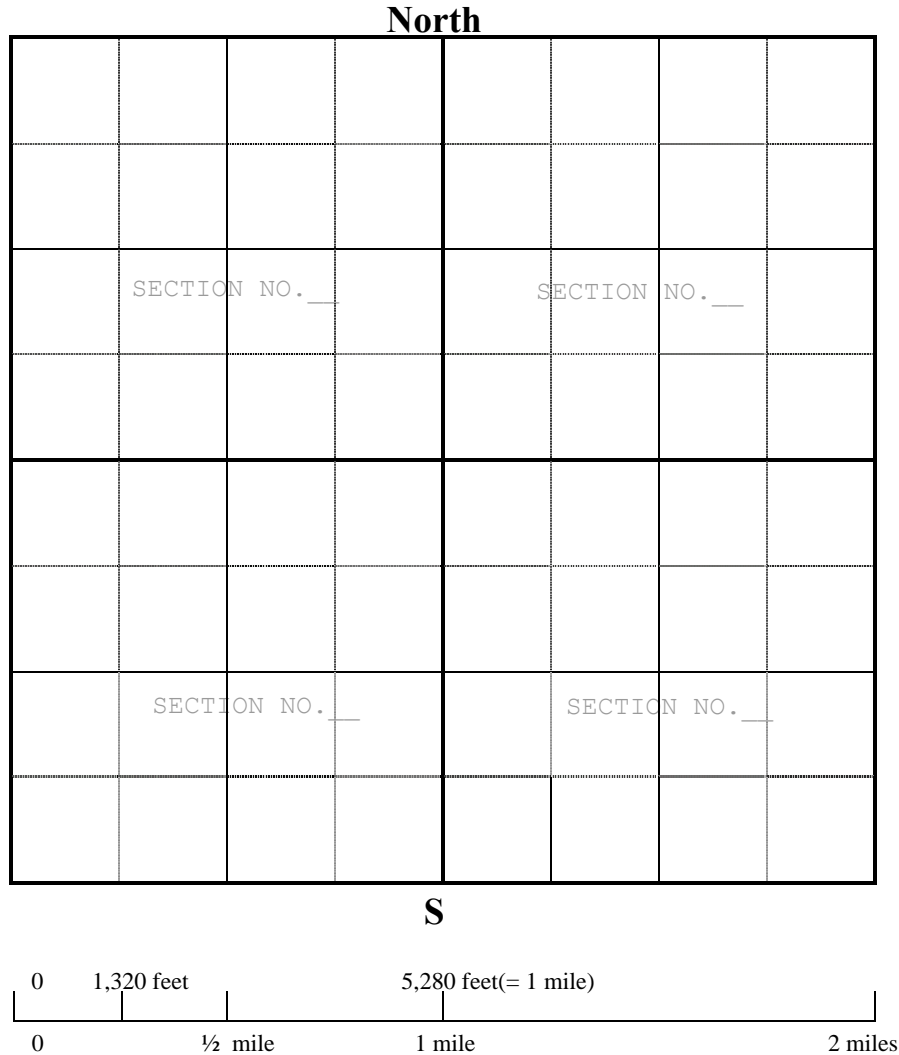 North
SECTION NO.__ SECTION NO.__
SECTION NO.__ SECTION NO.__
S
0 1,320 feet 5,280 feet(= 1 mile)
0 ½ mile 1 mile 2 miles